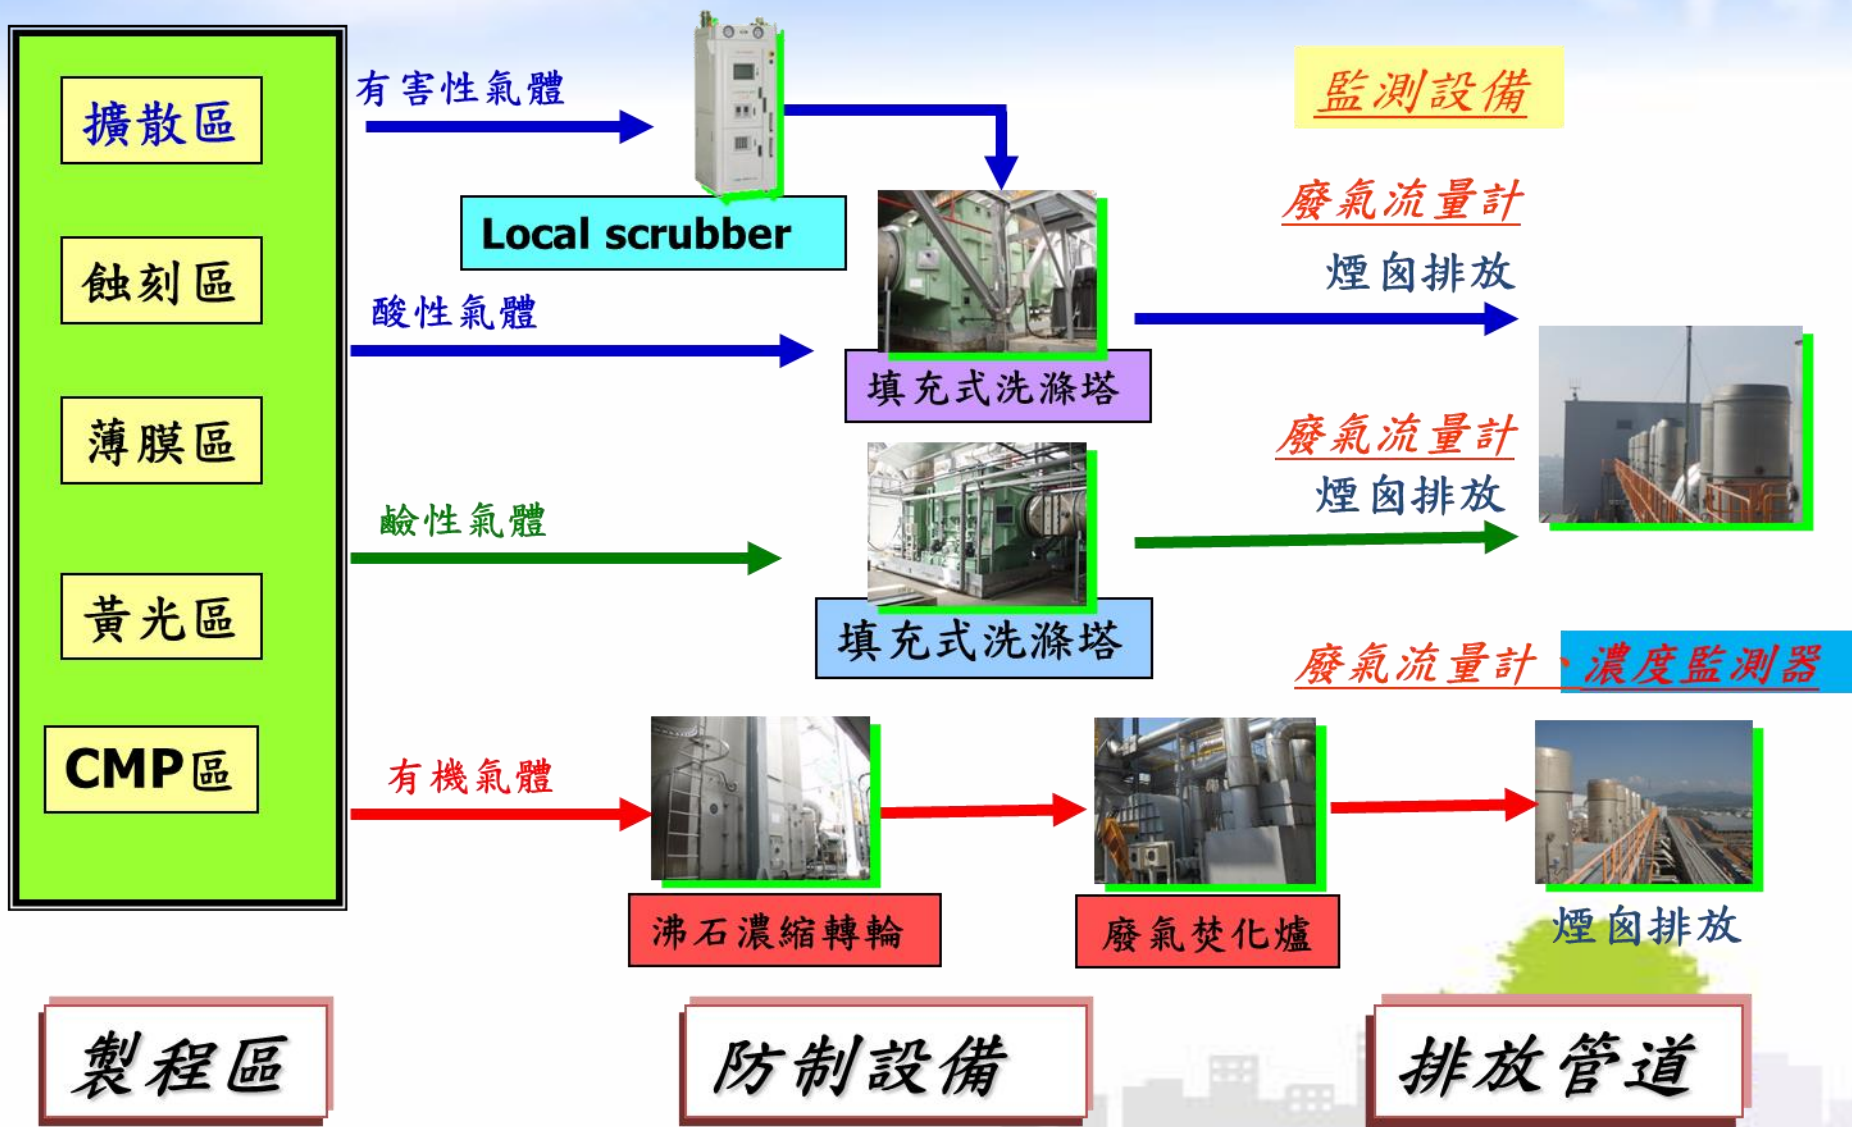 擴散區
蝕刻區
薄膜區
黃光區
CMP區
有害性氣體
Local scrubber
酸性氣體
填充式洗滌塔
鹼性氣體
填充式洗滌塔
有機氣體
沸石濃縮轉輪
廢氣焚化爐
監測設備
廢氣流量計
煙囪排放
廢氣流量計
煙囪排放
廢氣流量計、濃度監測器
煙囪排放
製程區
防制設備
排放管道